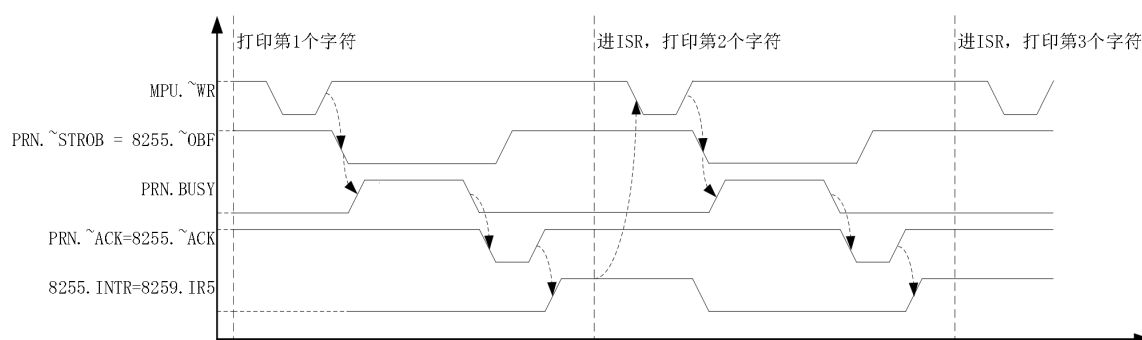 打印第1个字符
进ISR，打印第2个字符
进ISR，打印第3个字符
MPU.~WR
PRN.~STROB = 8255.~OBF
PRN.BUSY
PRN.~ACK=8255.~ACK
8255.INTR=8259.IR5